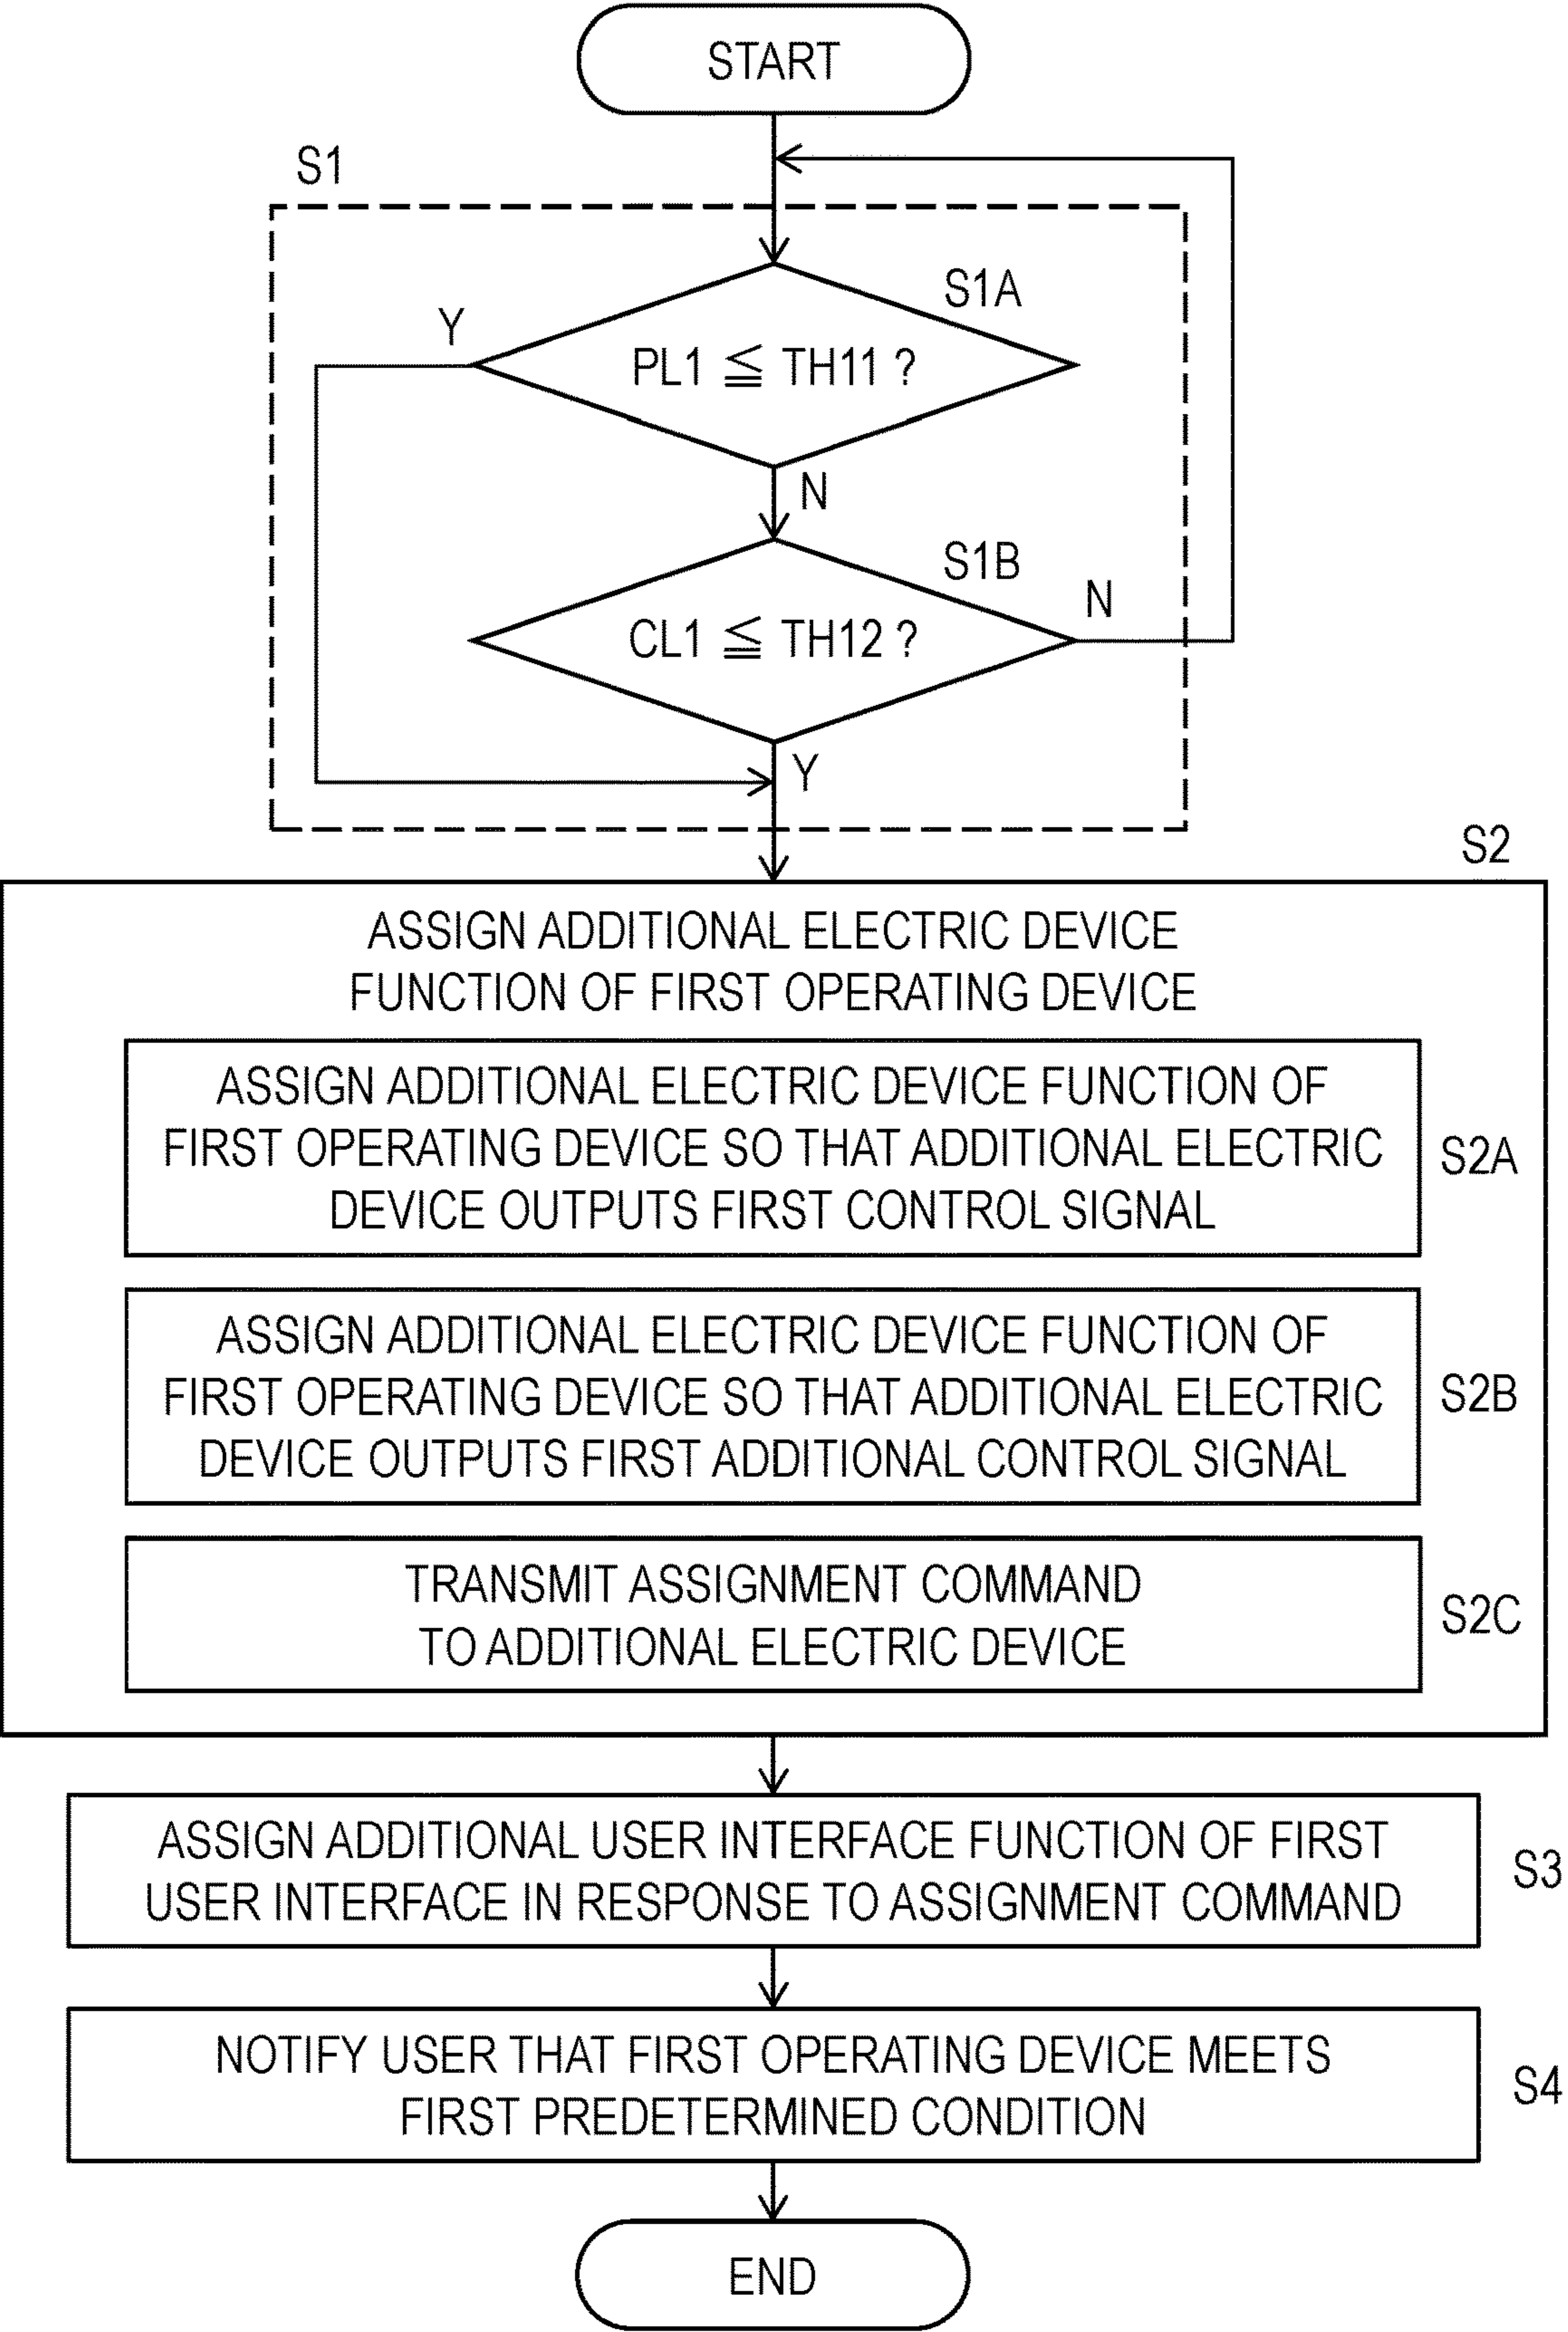 START
S1
S1A
Y
PL1 ≦ TH11 ?
N
S1B
N
CL1 ≦ TH12 ?
Y
S2
ASSIGN ADDITIONAL ELECTRIC DEVICE
FUNCTION OF FIRST OPERATING DEVICE
ASSIGN ADDITIONAL ELECTRIC DEVICE FUNCTION OF
FIRST OPERATING DEVICE SO THAT ADDITIONAL ELECTRIC
DEVICE OUTPUTS FIRST CONTROL SIGNAL
S2A
ASSIGN ADDITIONAL ELECTRIC DEVICE FUNCTION OF
FIRST OPERATING DEVICE SO THAT ADDITIONAL ELECTRIC
DEVICE OUTPUTS FIRST ADDITIONAL CONTROL SIGNAL
S2B
TRANSMIT ASSIGNMENT COMMAND
TO ADDITIONAL ELECTRIC DEVICE
S2C
ASSIGN ADDITIONAL USER INTERFACE FUNCTION OF FIRST
USER INTERFACE IN RESPONSE TO ASSIGNMENT COMMAND
S3
NOTIFY USER THAT FIRST OPERATING DEVICE MEETS
FIRST PREDETERMINED CONDITION
S4
END